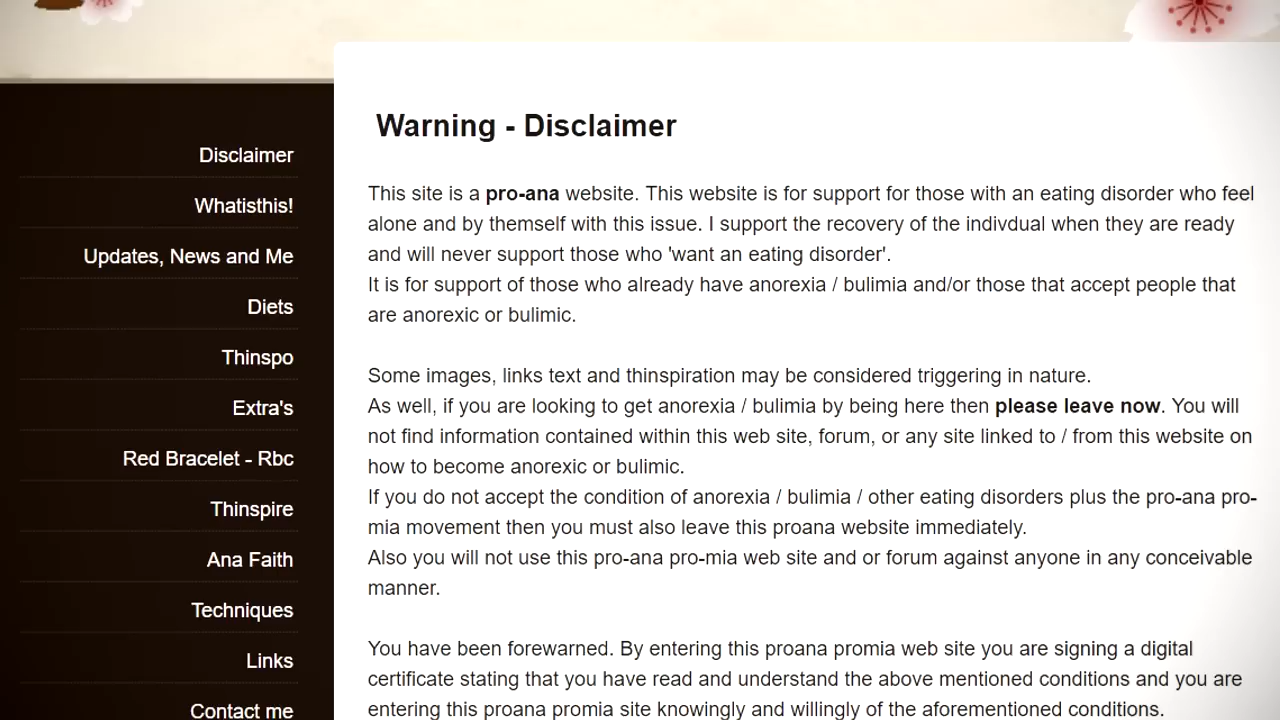 Disclaimer
Whatisthis!
Updates, News and Me
Diets
Thinspo
Extra's
Red Bracelet - Rbc
Thinspire
Ana Faith
Techniques
Links
Contact me
Warning - Disclaimer
This site is a pro-ana website. This website is for support for those with an eating disorder who feel
alone and by themself with this issue. I support the recovery of the indivdual when they are ready
and will never support those who 'want an eating disorder'.
It is for support of those who already have anorexia / bulimia and/or those that accept people that
are anorexic or bulimic.
Some images, links text and thinspiration may be considered triggering in nature.
As well, if you are looking to get anorexia / bulimia by being here then please leave now. You will
not find information contained within this web site, forum, or any site linked to / from this website on
how to become anorexic or bulimic.
If you do not accept the condition of anorexia / bulimia / other eating disorders plus the pro-ana pro-
mia movement then you must also leave this proana website immediately.
Also you will not use this pro-ana pro-mia web site and or forum against anyone in any conceivable
manner.
You have been forewarned. By entering this proana promia web site you are signing a digital
certificate stating that you have read and understand the above mentioned conditions and you are
entering this proana promia site knowingly and willingly of the aforementioned conditions.